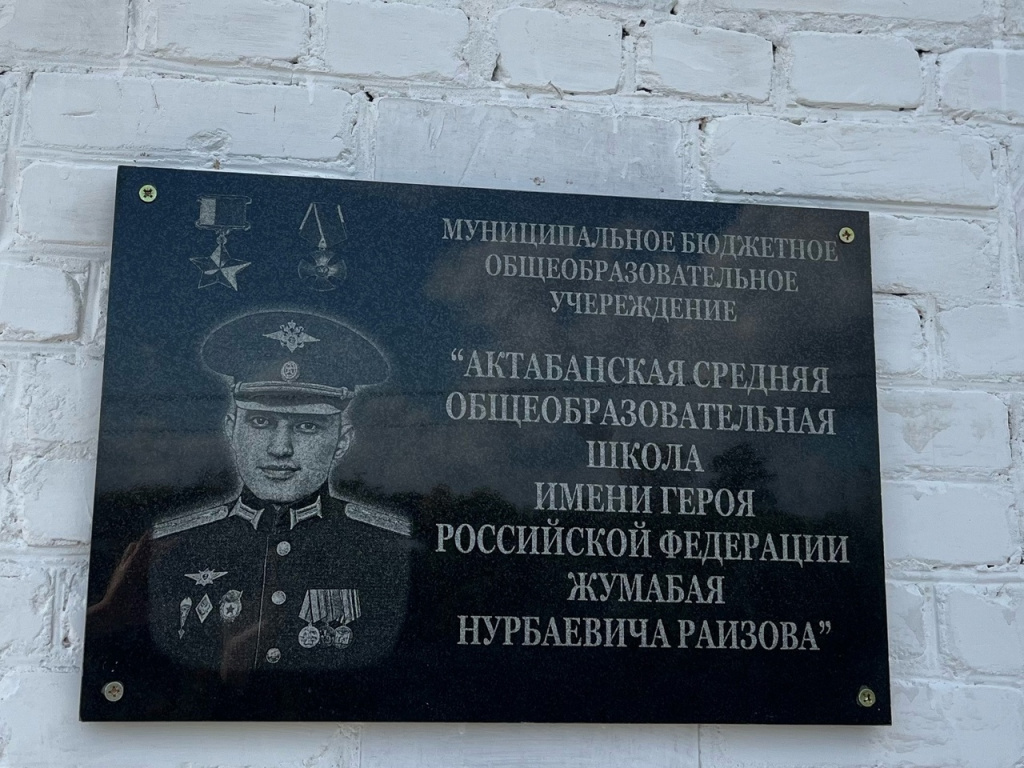 МУНИЦИПАЛЬНОЕ БЮДЖЕТНОЕ
ОБЩЕОБРАЗОВАТЕЛЬНОЕ
УЧЕРЕЖДЕНИЕ
“АКТАБАНСКАЯ СРЕДНЯЯ
ОБЩЕОБРАЗОВАТЕЛЬНАЯ
ШКОЛА
ИМЕНИ ГЕРОЯ
РОССИЙСКОЙ ФЕДЕРАЦИИ
ЖУМАБАЯ
НУРБАЕВИЧА РАИЗОВА”